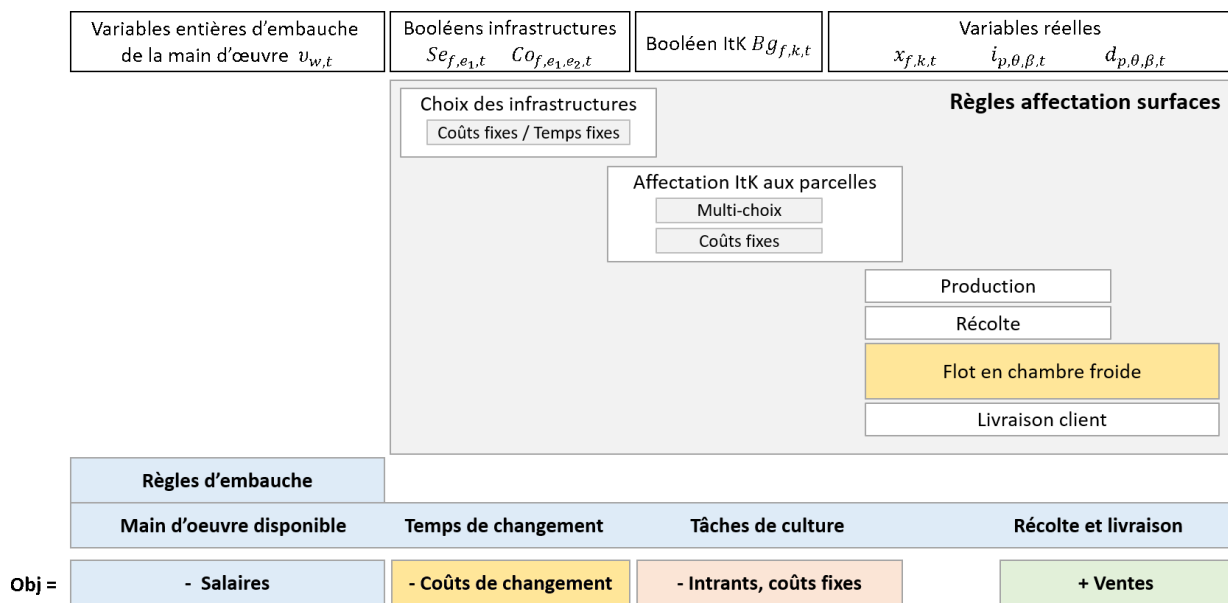 Variables entières d’embauche
de la main d’œuvre 𝑣_{w,t}
Booléens infrastructures
Se_{f,e₁,t} Co_{f,e₁,e₂,t}
Booléen ItK Bg_{f,k,t}
Variables réelles
x_{f,k,t} i_{p,θ,β,t} d_{p,θ,β,t}
Règles affectation surfaces
Choix des infrastructures
Coûts fixes / Temps fixes
Affectation ItK aux parcelles
Multi-choix
Coûts fixes
Production
Récolte
Flot en chambre froide
Livraison client
Règles d’embauche
Main d'oeuvre disponible Temps de changement Tâches de culture Récolte et livraison
Obj = - Salaires - Coûts de changement - Intrants, coûts fixes + Ventes